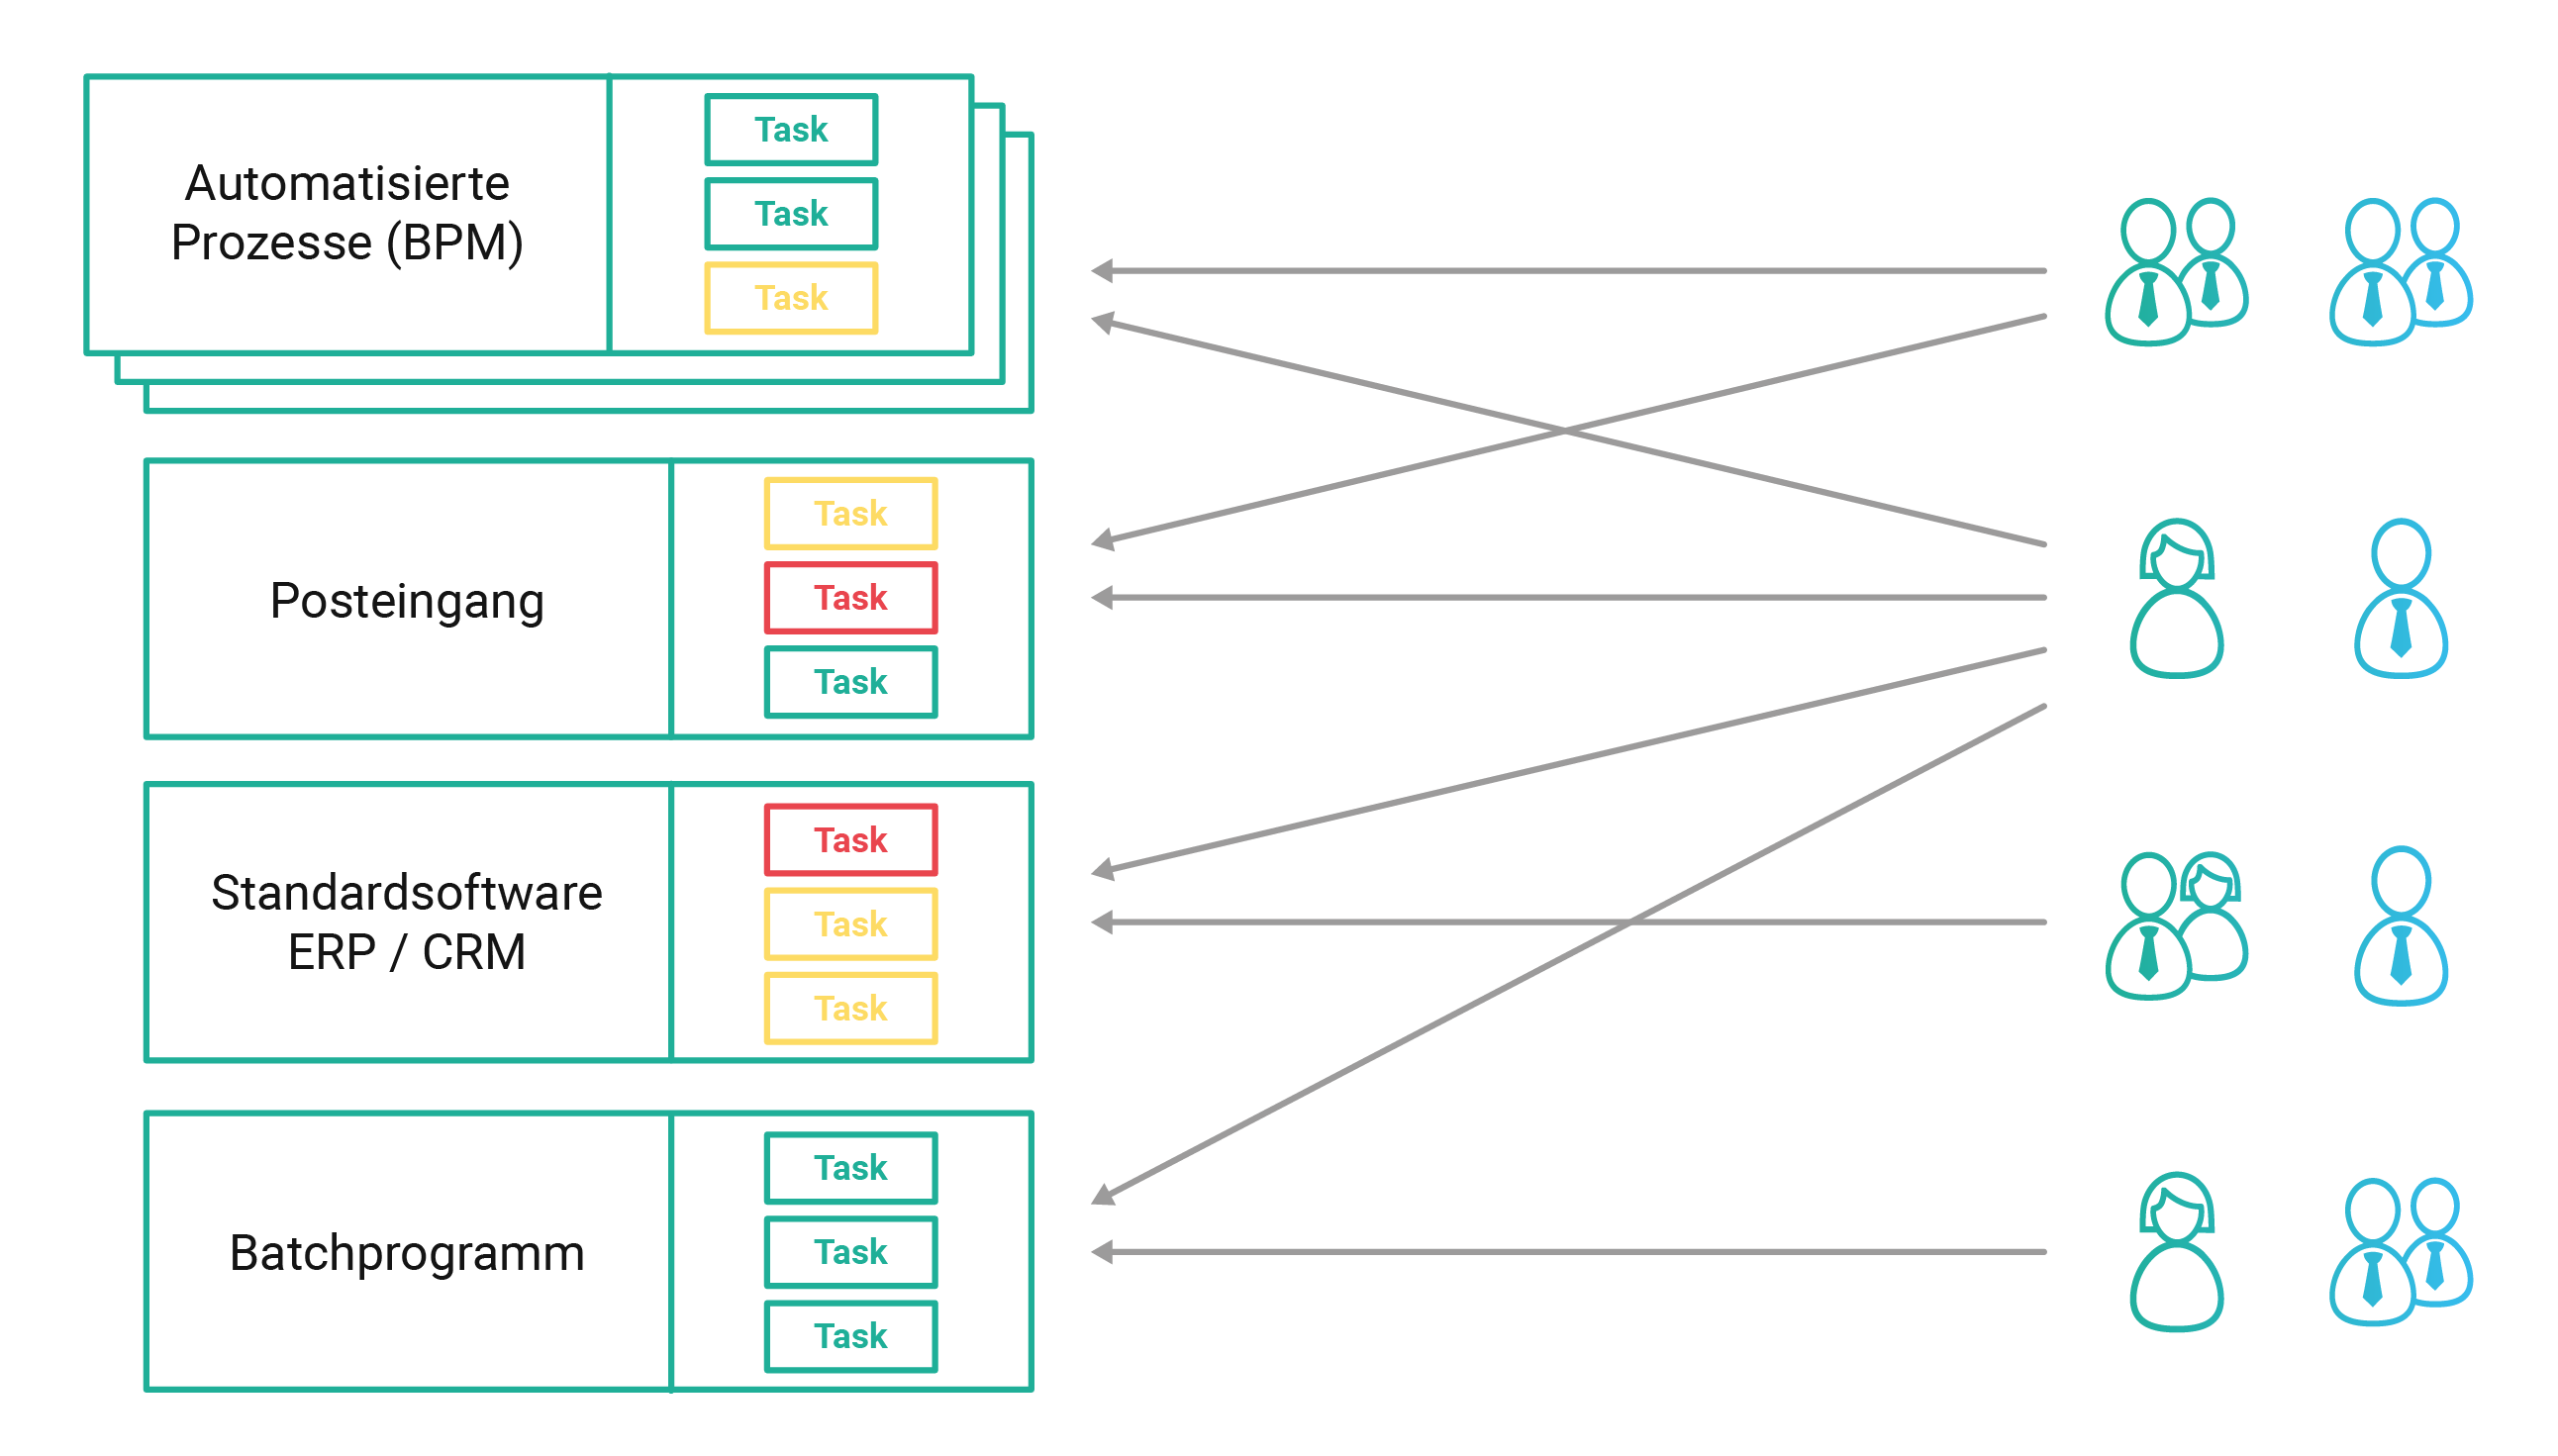 Automatisierte
Prozesse (BPM)
Task
Task
Task
Posteingang
Task
Task
Task
Standardsoftware
ERP / CRM
Task
Task
Task
Batchprogramm
Task
Task
Task